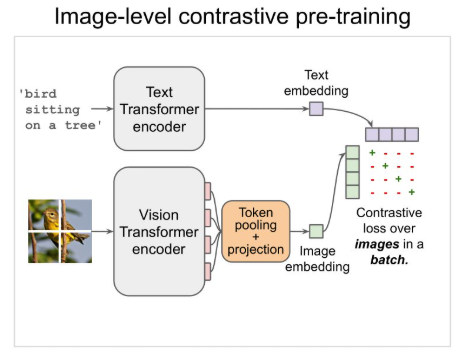 Image-level contrastive pre-training
'bird
sitting
on a tree'
Text
Transformer
encoder
Text
embedding
Vision
Transformer
encoder
Token
pooling
+
projection
Image
embedding
+ - - -
- + - -
- - + -
- - - +
Contrastive
loss over
images in a
batch.